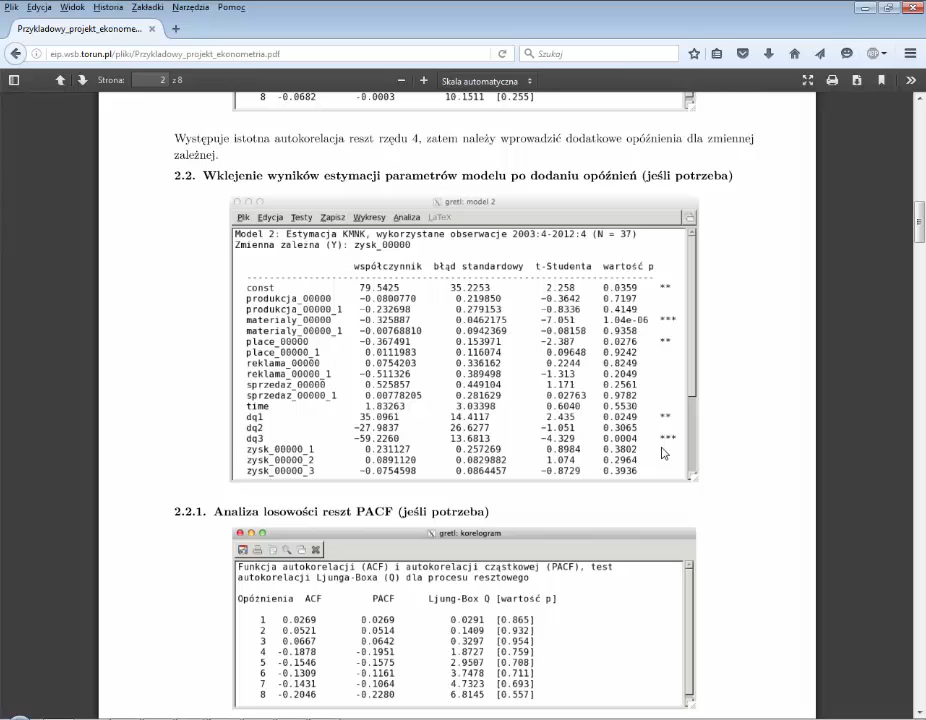 Plik Edycja Widok Historia Zakładki Narzędzia Pomoc
Przykladowy_projekt_ekonome...
eip.wsb.torun.pl/pliki/Przykladowy_projekt_ekonometria.pdf
Szukaj
Strona: 2 z 8
Skala automatyczna
8 -0.0682 -0.0003 10.1511 [0.255]
Występuje istotna autokorelacja reszt rzędu 4, zatem należy wprowadzić dodatkowe opóźnienia dla zmiennej
zależnej.
2.2. Wklejenie wyników estymacji parametrów modelu po dodaniu opóźnień (jeśli potrzeba)
gretl: model 2
Plik Edycja Testy Zapisz Wykresy Analiza LaTeX
Model 2: Estymacja KMNK, wykorzystane obserwacje 2003:4-2012:4 (N = 37)
Zmienna zależna (Y): zysk_00000
współczynnik błąd standardowy t-Studenta wartość p
const 79.5425 35.2253 2.258 0.0359 **
produkcja_00000 -0.0800770 0.219850 -0.3642 0.7197
produkcja_00000_1 -0.232698 0.279153 -0.8336 0.4149
materialy_00000 -0.325887 0.0462175 -7.051 1.04e-06 ***
materialy_00000_1 -0.00768810 0.0942369 -0.08158 0.9358
place_00000 -0.367491 0.153971 -2.387 0.0276 **
place_00000_1 0.0111983 0.116074 0.09648 0.9242
reklama_00000 0.0754203 0.336162 0.2244 0.8249
reklama_00000_1 -0.511326 0.389498 -1.313 0.2049
sprzedaz_00000 0.525857 0.449104 1.171 0.2561
sprzedaz_00000_1 0.00778205 0.281629 0.02763 0.9782
time 1.83263 3.03398 0.6040 0.5530
dq1 35.0961 14.4117 2.435 0.0249 **
dq2 -27.9837 26.6277 -1.051 0.3065
dq3 -59.2260 13.6813 -4.329 0.0004 ***
zysk_00000_1 0.231127 0.257269 0.8984 0.3802
zysk_00000_2 0.0891120 0.0829882 1.074 0.2964
zysk_00000_3 -0.0754598 0.0864457 -0.8729 0.3936
2.2.1. Analiza losowości reszt PACF (jeśli potrzeba)
gretl: korelogram
Funkcja autokorelacji (ACF) i autokorelacji cząstkowej (PACF), test
autokorelacji Ljunga-Boxa (Q) dla procesu resztowego
Opóźnienia ACF PACF Ljung-Box Q [wartość p]
1 0.0269 0.0269 0.0291 [0.865]
2 0.0521 0.0514 0.1409 [0.932]
3 0.0667 0.0642 0.3297 [0.954]
4 -0.1878 -0.1951 1.8727 [0.759]
5 -0.1546 -0.1575 2.9507 [0.708]
6 -0.1309 -0.1161 3.7478 [0.711]
7 -0.1431 -0.1064 4.7323 [0.693]
8 -0.2046 -0.2280 6.8145 [0.557]